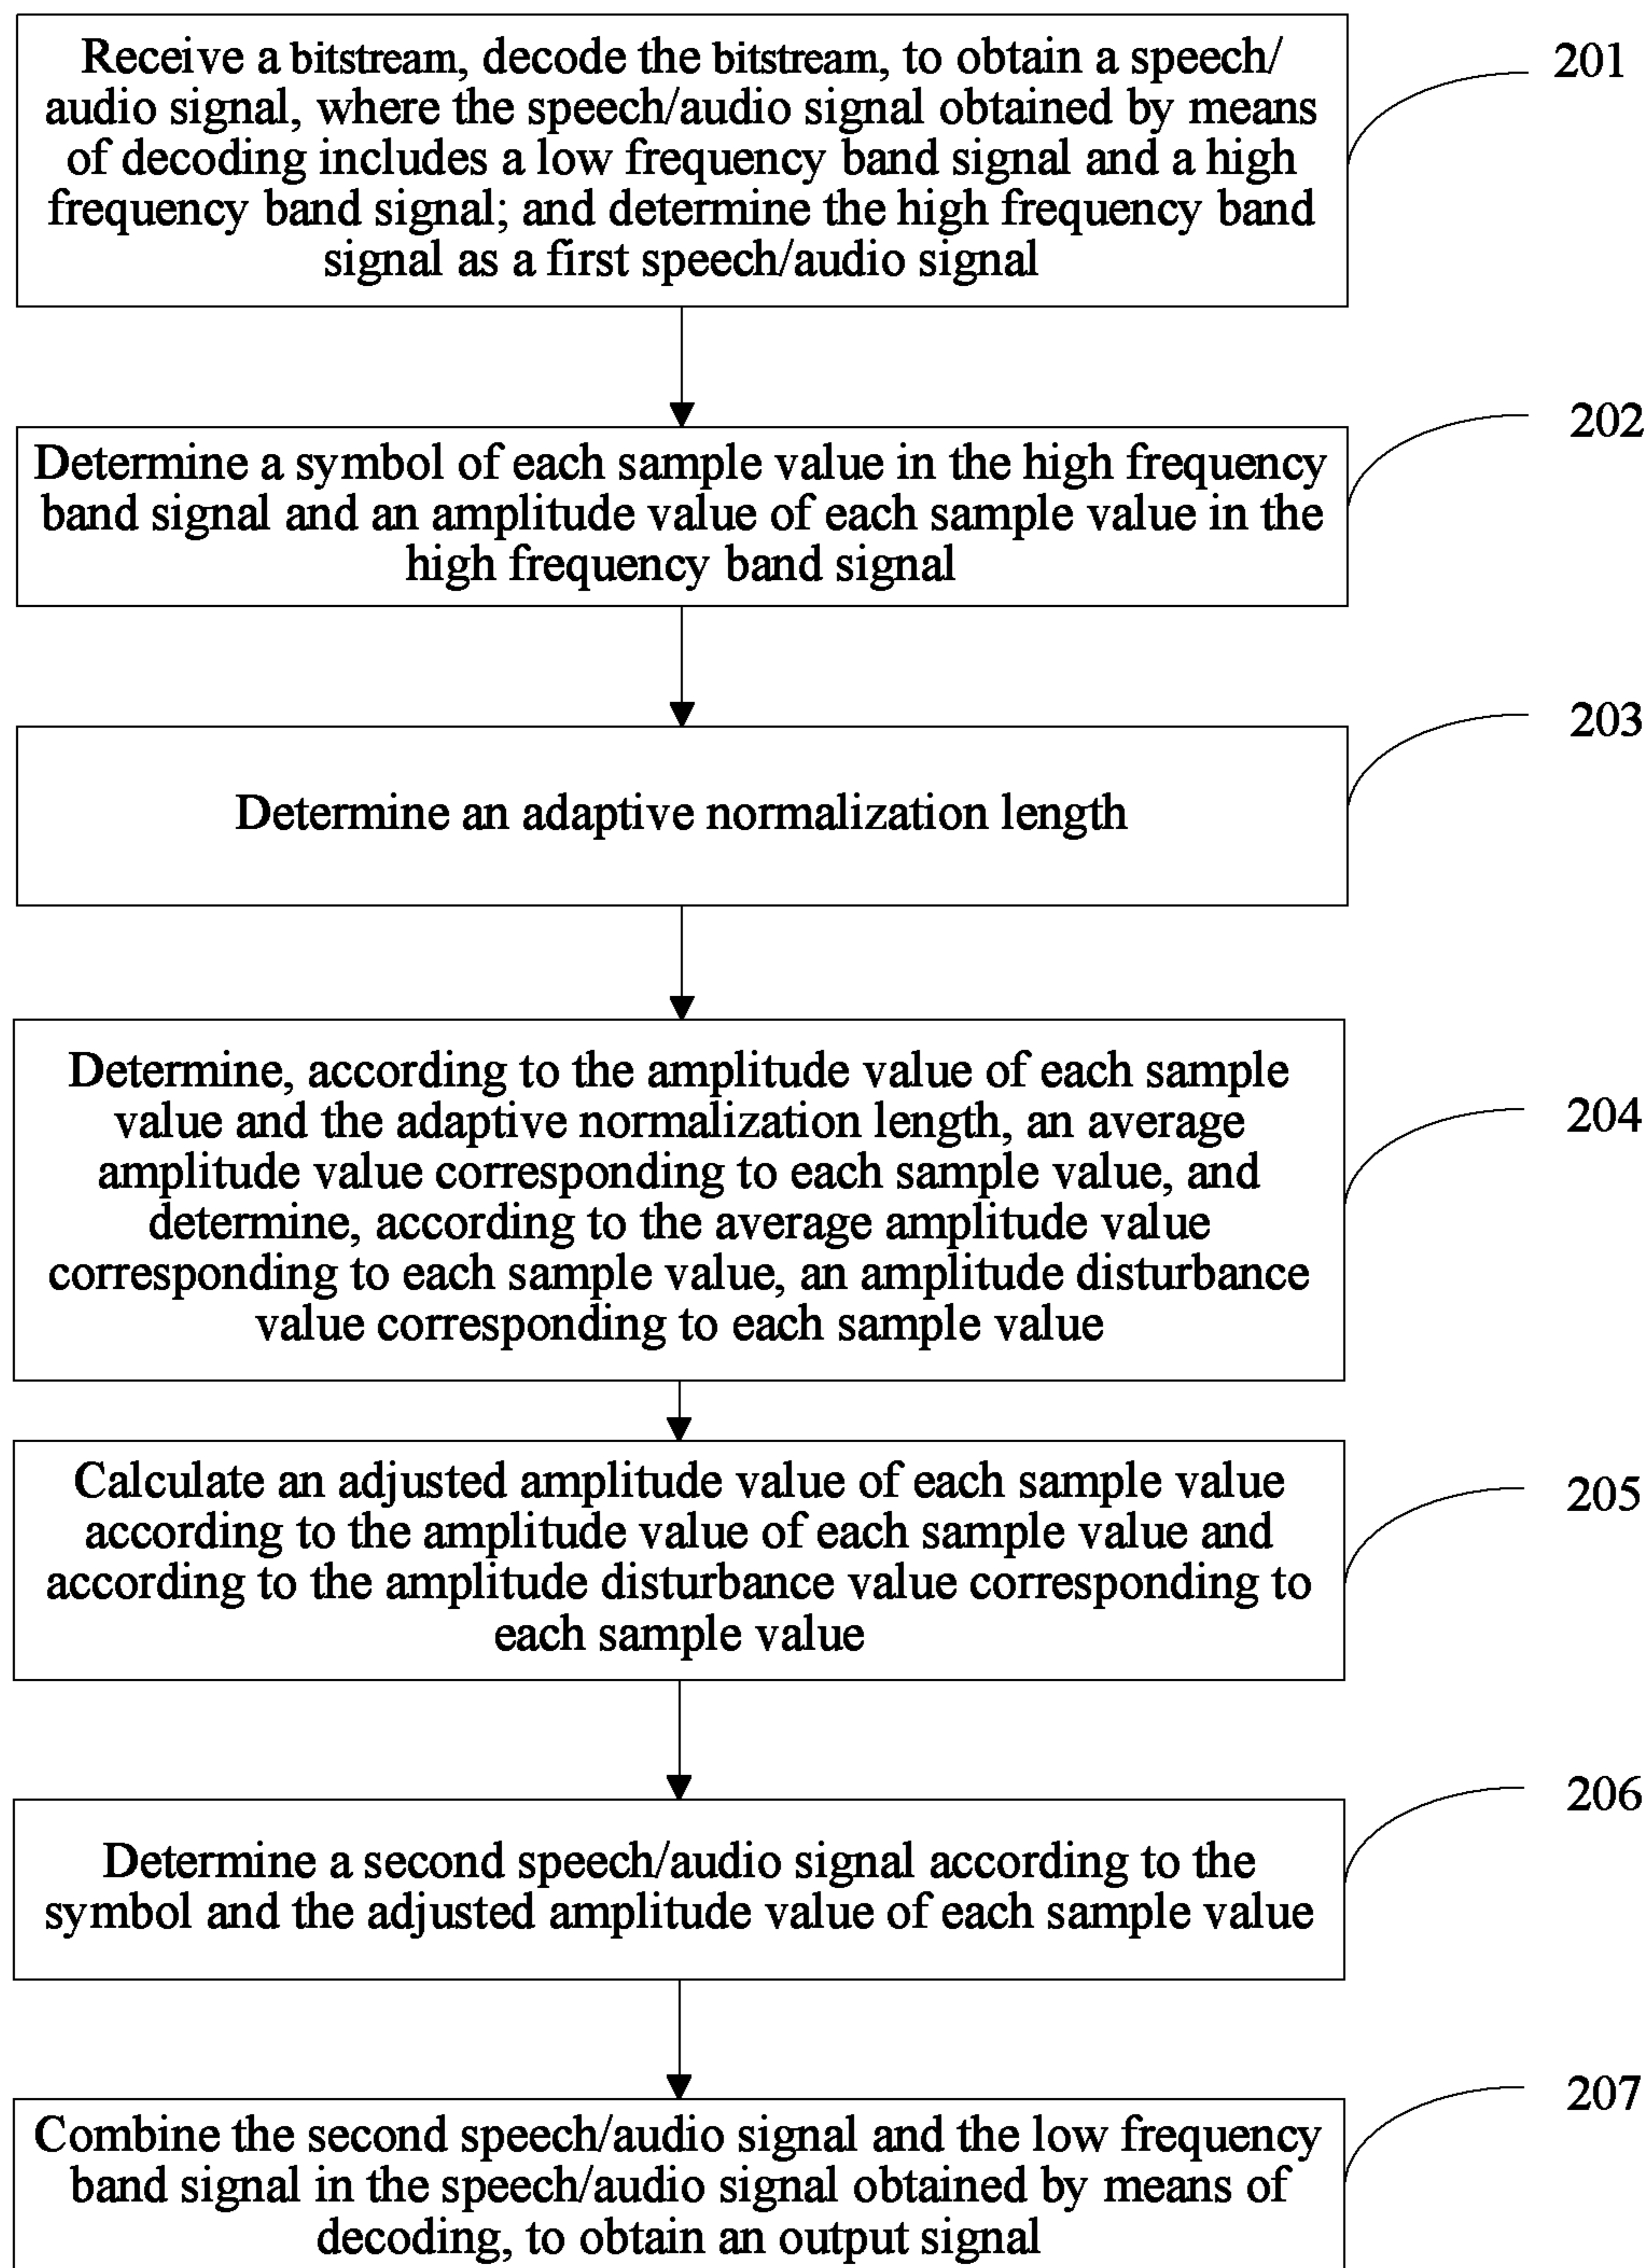 Receive a bitstream, decode the bitstream, to obtain a speech/
audio signal, where the speech/audio signal obtained by means
of decoding includes a low frequency band signal and a high
frequency band signal; and determine the high frequency band
signal as a first speech/audio signal
201
Determine a symbol of each sample value in the high frequency
band signal and an amplitude value of each sample value in the
high frequency band signal
202
Determine an adaptive normalization length
203
Determine, according to the amplitude value of each sample
value and the adaptive normalization length, an average
amplitude value corresponding to each sample value, and
determine, according to the average amplitude value
corresponding to each sample value, an amplitude disturbance
value corresponding to each sample value
204
Calculate an adjusted amplitude value of each sample value
according to the amplitude value of each sample value and
according to the amplitude disturbance value corresponding to
each sample value
205
Determine a second speech/audio signal according to the
symbol and the adjusted amplitude value of each sample value
206
Combine the second speech/audio signal and the low frequency
band signal in the speech/audio signal obtained by means of
decoding, to obtain an output signal
207